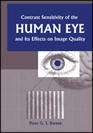 Contrast Sensitivity of the
HUMAN EYE
and Its Effects on Image Quality
Peter G. J. Barten